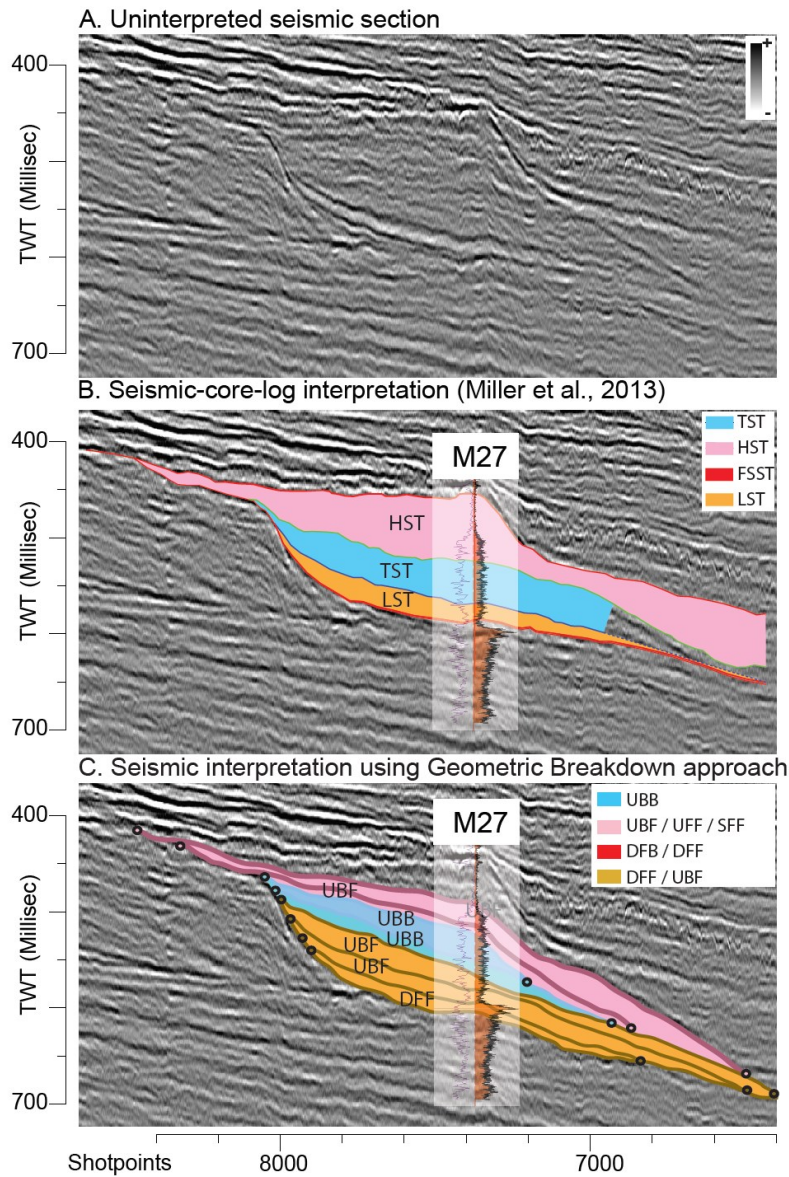 A. Uninterpreted seismic section
+
-
400
TWT (Millisec)
700
B. Seismic-core-log interpretation (Miller et al., 2013)
400
TWT (Millisec)
700
M27
TST
HST
FSST
LST
HST
TST
LST
C. Seismic interpretation using Geometric Breakdown approach
400
TWT (Millisec)
700
M27
UBB
UBF / UFF / SFF
DFB / DFF
DFF / UBF
UBF
UBB
UBB
UBF
UBF
DFF
Shotpoints
8000
7000